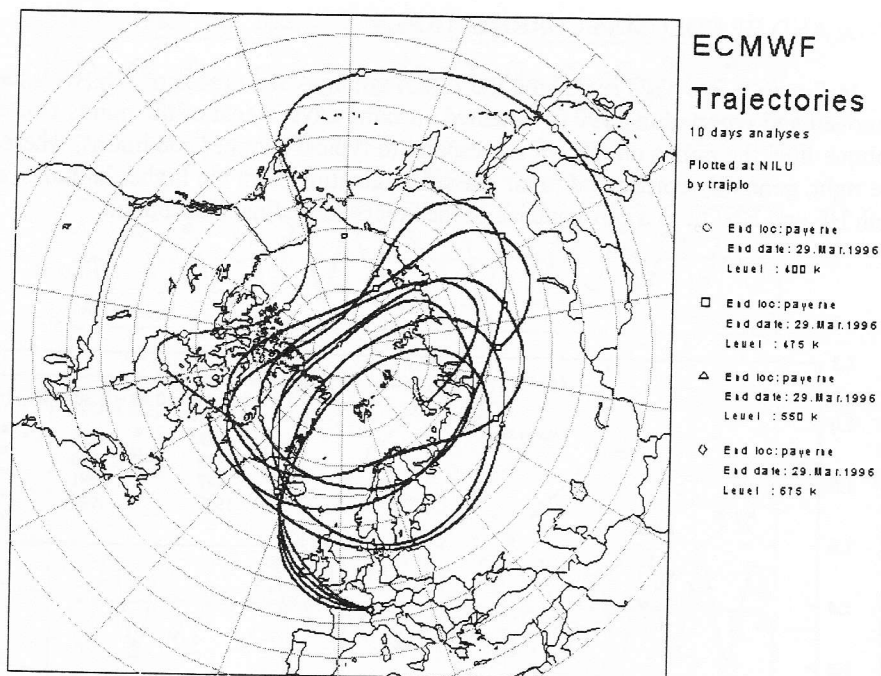 ECMWF
Trajectories
10 days analyses
Plotted at NILU
by trajplo
End loc: payerne
End date: 29.Mar.1996
Level : 400 K
End loc: payerne
End date: 29.Mar.1996
Level : 475 K
End loc: payerne
End date: 29.Mar.1996
Level : 550 K
End loc: payerne
End date: 29.Mar.1996
Level : 675 K